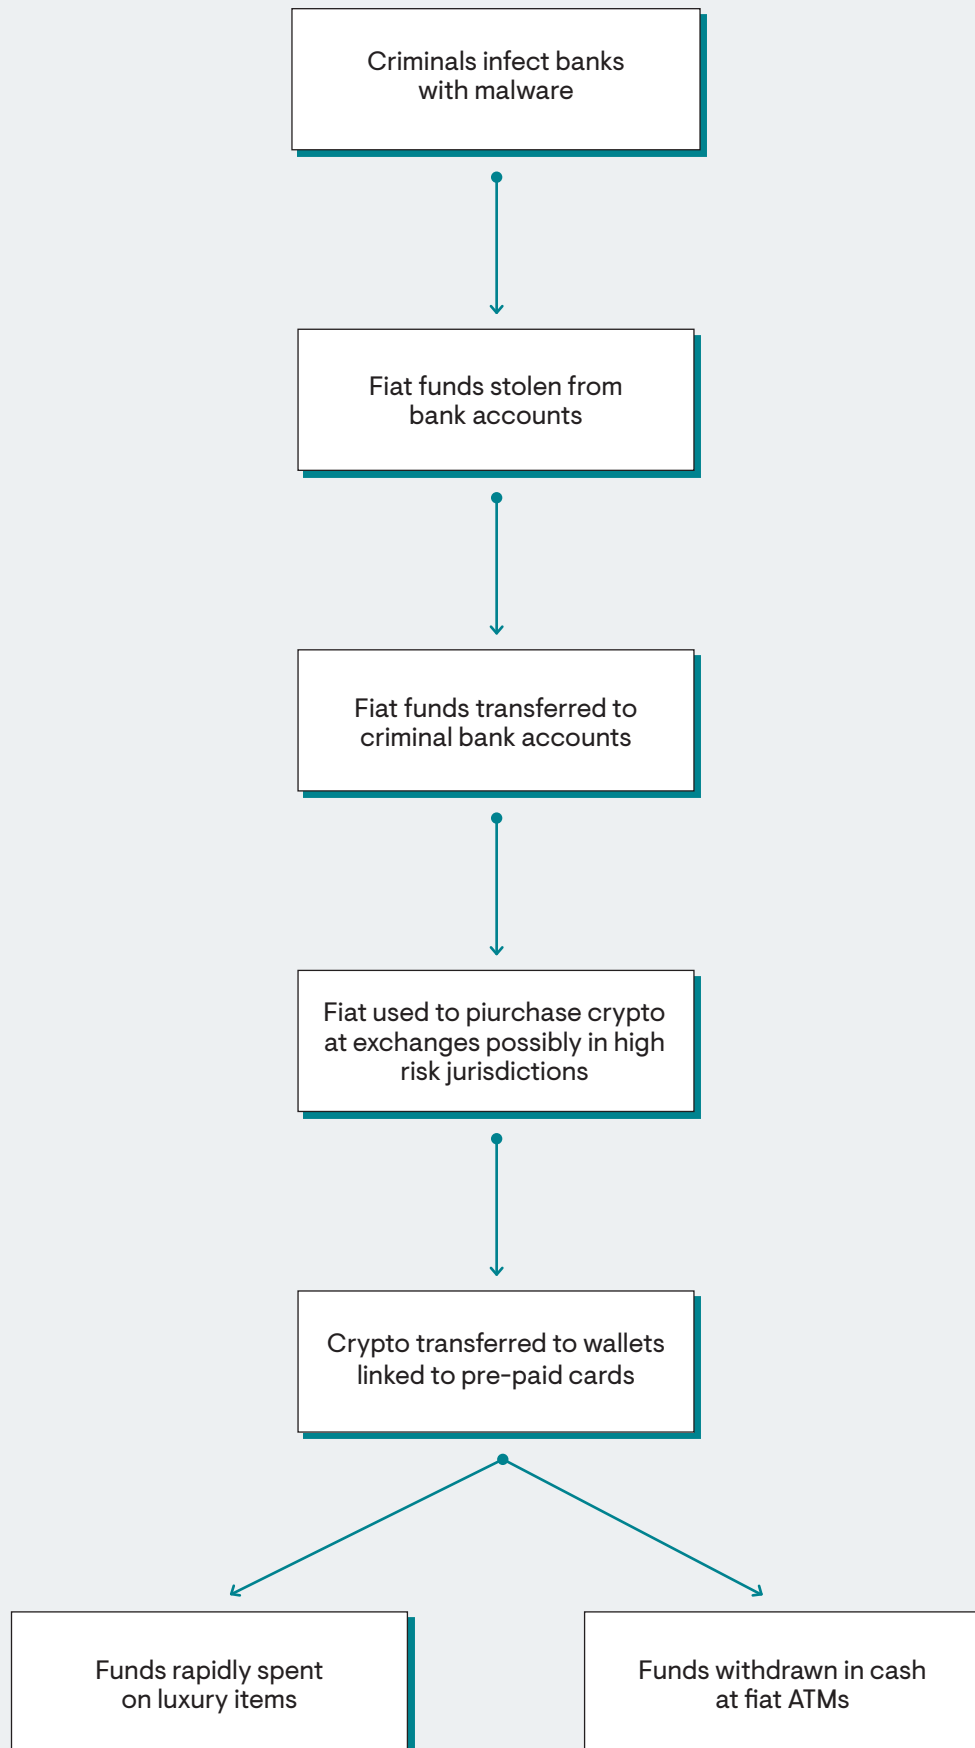 Criminals infect banks
with malware
Fiat funds stolen from
bank accounts
Fiat funds transferred to
criminal bank accounts
Fiat used to piurchase crypto
at exchanges possibly in high
risk jurisdictions
Crypto transferred to wallets
linked to pre-paid cards
Funds rapidly spent
on luxury items
Funds withdrawn in cash
at fiat ATMs